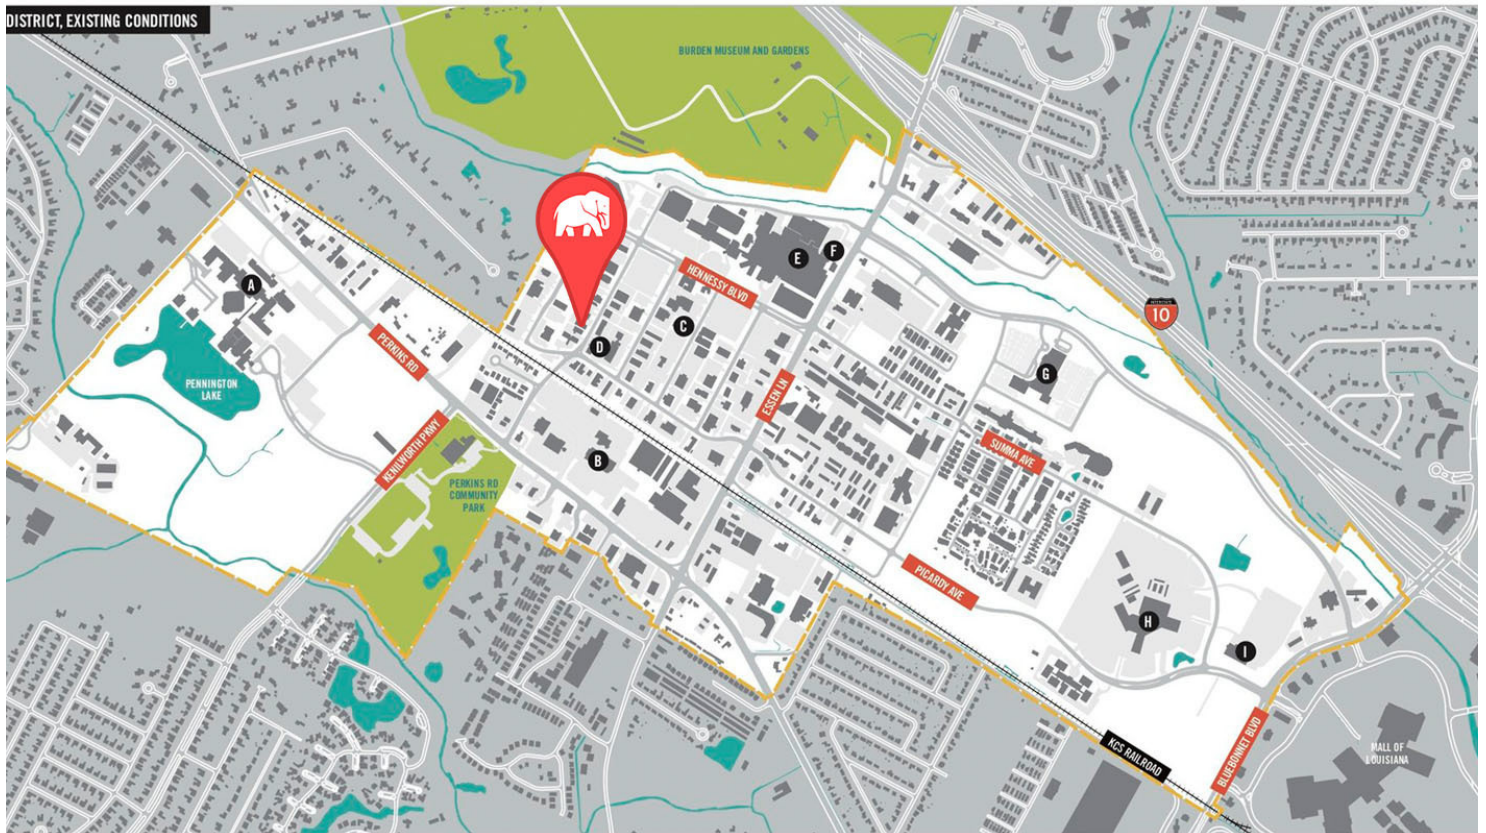 DISTRICT, EXISTING CONDITIONS
BURDEN MUSEUM AND GARDENS
F
E
HENNESSY BLVD
A
INTERSTATE
10
C
PERKINS RD
D
G
PENNINGTON
LAKE
ESSEN LN
KENILWORTH PKWY
SUMMA AVE
B
PERKINS RD
COMMUNITY
PARK
PICARDY AVE
H
I
KCS RAILROAD
BLUEBONNET BLVD
MALL OF
LOUISIANA